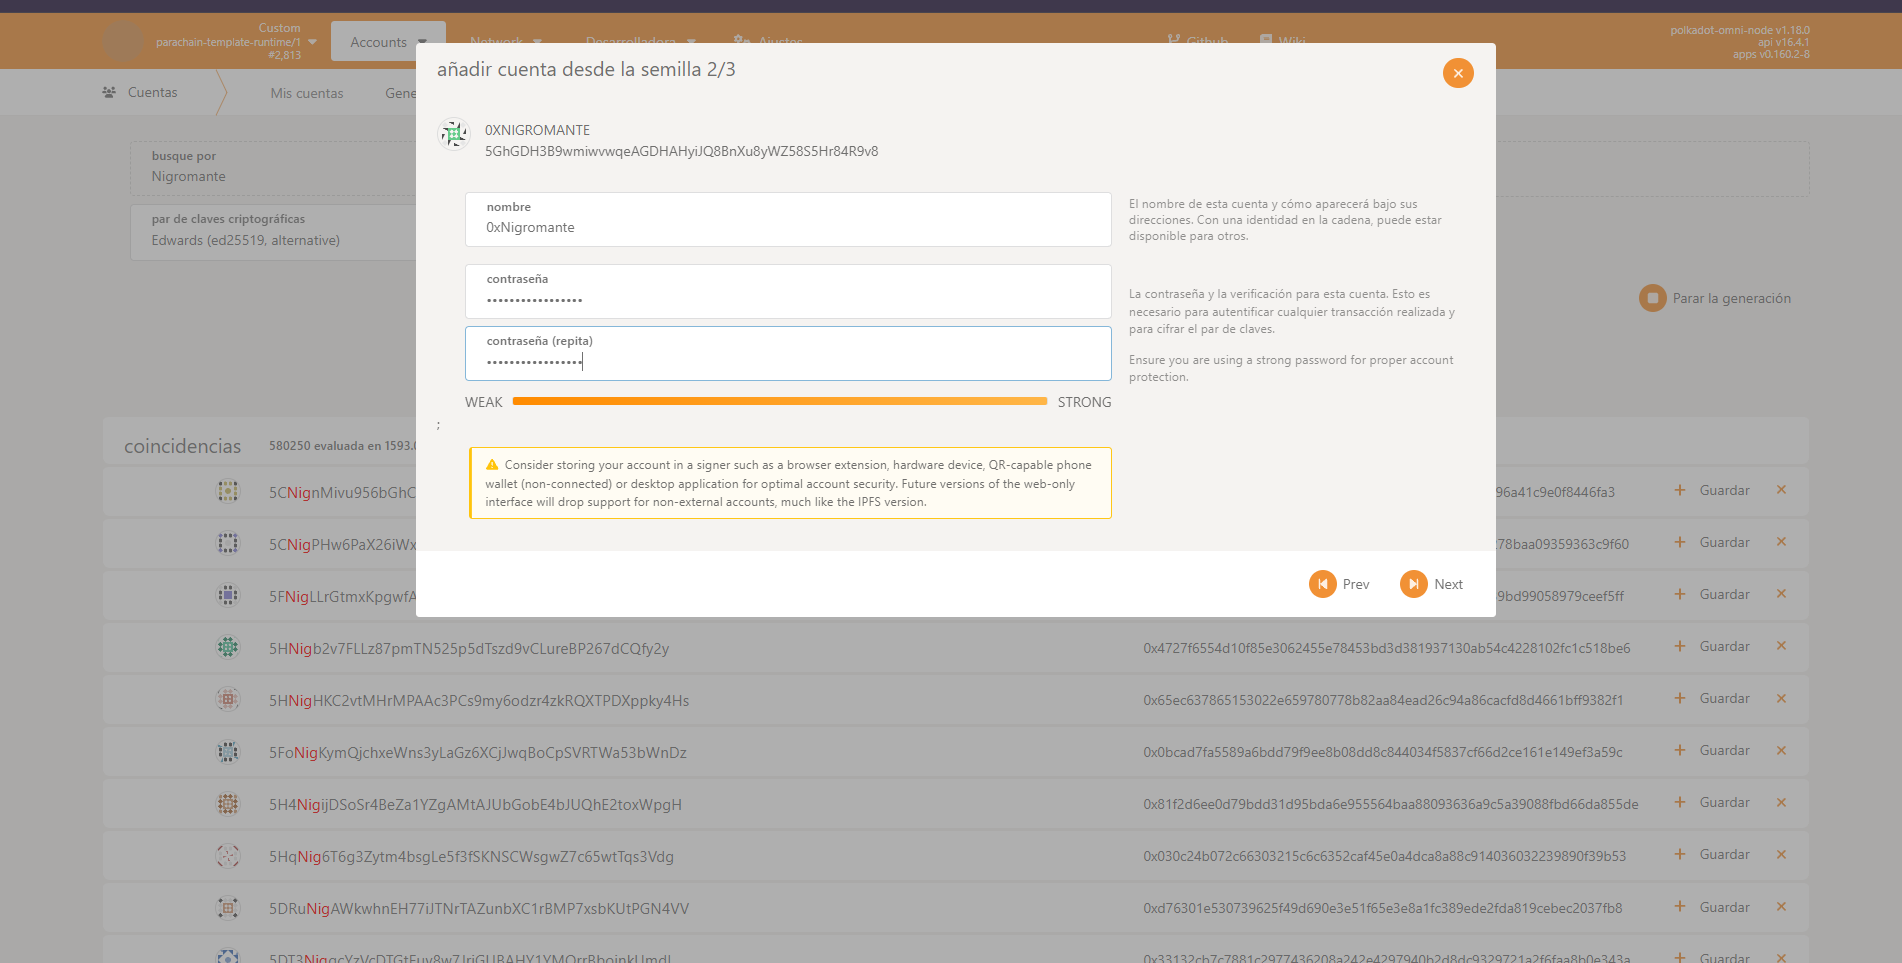 Custom
parachain-template-runtime/1
#2,813
Accounts
Network
Desarrolladora
Ajustes
Github
Wiki
polkadot-omni-node v1.18.0
api v16.4.1
apps v0.160.2-8
Cuentas
Mis cuentas
Gene
añadir cuenta desde la semilla 2/3
0XNIGROMANTE
5GhGDH3B9wmiwvwqeAGDHAHyiJQ8BnXu8yWZ58S5Hr84R9v8
busque por
Nigromante
par de claves criptográficas
Edwards (ed25519, alternative)
nombre
0xNigromante
El nombre de esta cuenta y cómo aparecerá bajo sus
direcciones. Con una identidad en la cadena, puede estar
disponible para otros.
contraseña
•••••••••••••••••
contraseña (repita)
•••••••••••••••••
La contraseña y la verificación para esta cuenta. Esto es
necesario para autentificar cualquier transacción realizada y
para cifrar el par de claves.
Ensure you are using a strong password for proper account
protection.
Parar la generación
WEAK
STRONG
;
Consider storing your account in a signer such as a browser extension, hardware device, QR-capable phone
wallet (non-connected) or desktop application for optimal account security. Future versions of the web-only
interface will drop support for non-external accounts, much like the IPFS version.
Prev
Next
coincidencias
580250 evaluada en 1593.0
5CNignMivu956bGhC 96a41c9e0f8446fa3 + Guardar ×
5CNigPHw6PaX26iWx 278baa09359363c9f60 + Guardar ×
5FNigLLrGtmxKpgwfA 9bd99058979ceef5ff + Guardar ×
5HNigb2v7FLLz87pmTN525p5dTszd9vCLureBP267dCQfy2y 0x4727f6554d10f85e3062455e78453bd3d381937130ab54c4228102fc1c518be6 + Guardar ×
5HNigHKC2vtMHrMPAAc3PCs9my6odzr4zkRQXTPDXppky4Hs 0x65ec637865153022e659780778b82aa84ead26c94a86cacfd8d4661bff9382f1 + Guardar ×
5FoNigKymQjchxeWns3yLaGz6XCjJwqBoCpSVRTWa53bWnDz 0x0bcad7fa5589a6bdd79f9ee8b08dd8c844034f5837cf66d2ce161e149ef3a59c + Guardar ×
5H4NigijDSoSr4BeZa1YZgAMtAJUbGobE4bJUQhE2toxWpgH 0x81f2d6ee0d79bdd31d95bda6e955564baa88093636a9c5a39088fbd66da855de + Guardar ×
5HqNig6T6g3Zytm4bsgLe5f3fSKNSCWsgwZ7c65wtTqs3Vdg 0x030c24b072c66303215c6c6352caf45e0a4dca8a88c914036032239890f39b53 + Guardar ×
5DRuNigAWkwhnEH77iJTNrTAZunbXC1rBMP7xsbKUtPGN4VV 0xd76301e530739625f49d690e3e51f65e3e8a1fc389ede2fda819cebec2037fb8 + Guardar ×
+ Guardar ×